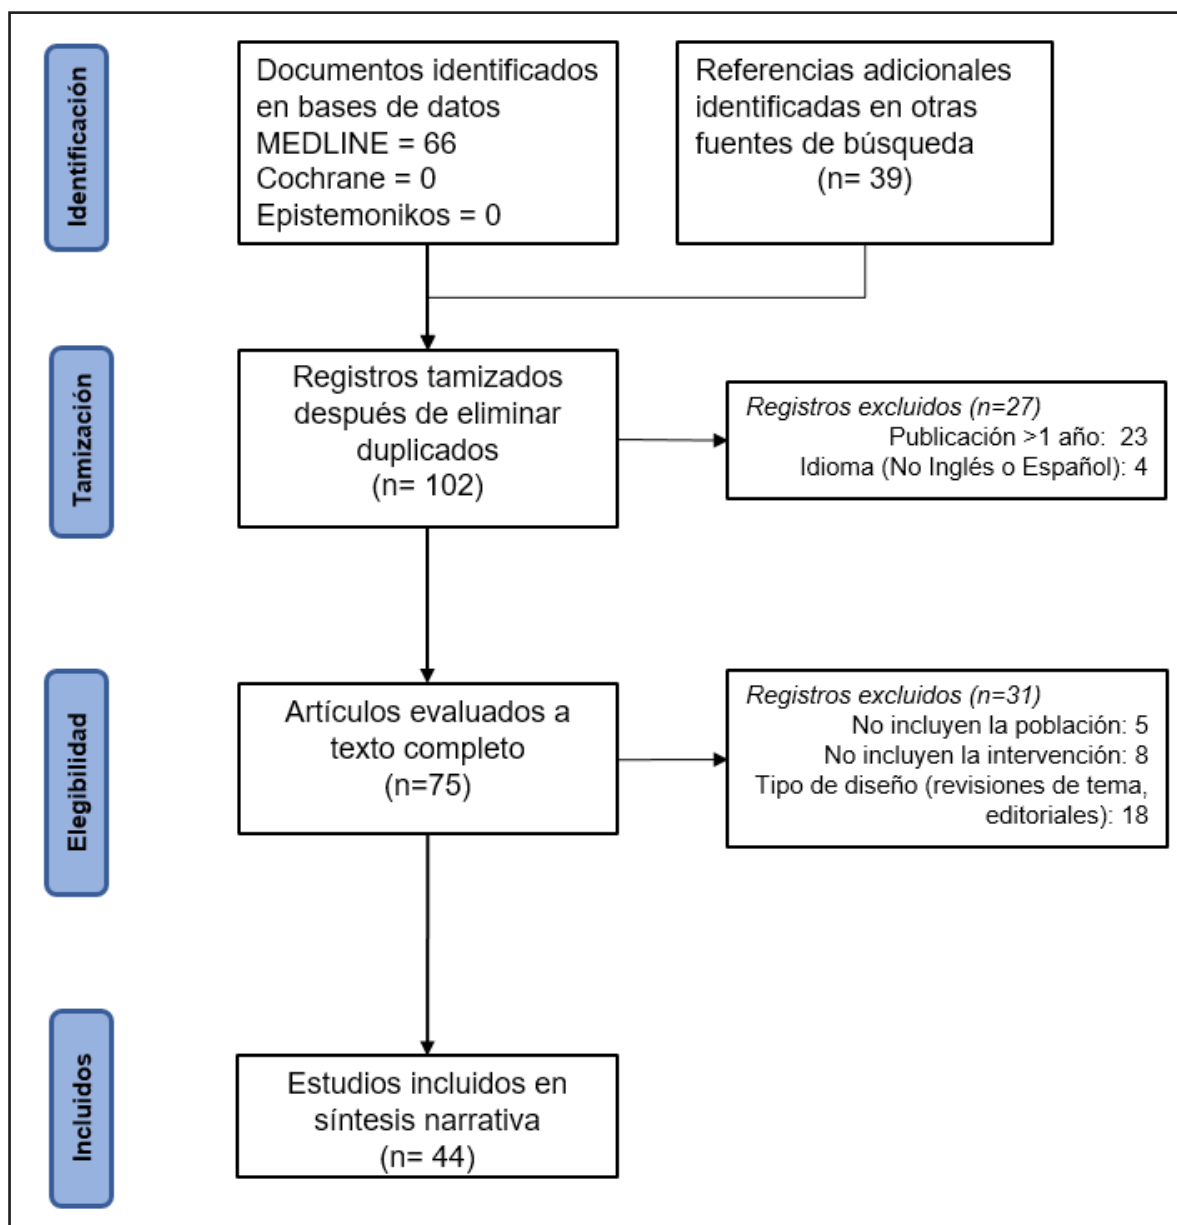 Identificación
Documentos identificados
en bases de datos
MEDLINE = 66
Cochrane = 0
Epistemonikos = 0
Referencias adicionales
identificadas en otras
fuentes de búsqueda
(n= 39)
Tamización
Registros tamizados
después de eliminar
duplicados
(n= 102)
Registros excluidos (n=27)
Publicación >1 año: 23
Idioma (No Inglés o Español): 4
Elegibilidad
Artículos evaluados a
texto completo
(n=75)
Registros excluidos (n=31)
No incluyen la población: 5
No incluyen la intervención: 8
Tipo de diseño (revisiones de tema,
editoriales): 18
Incluidos
Estudios incluidos en
síntesis narrativa
(n= 44)